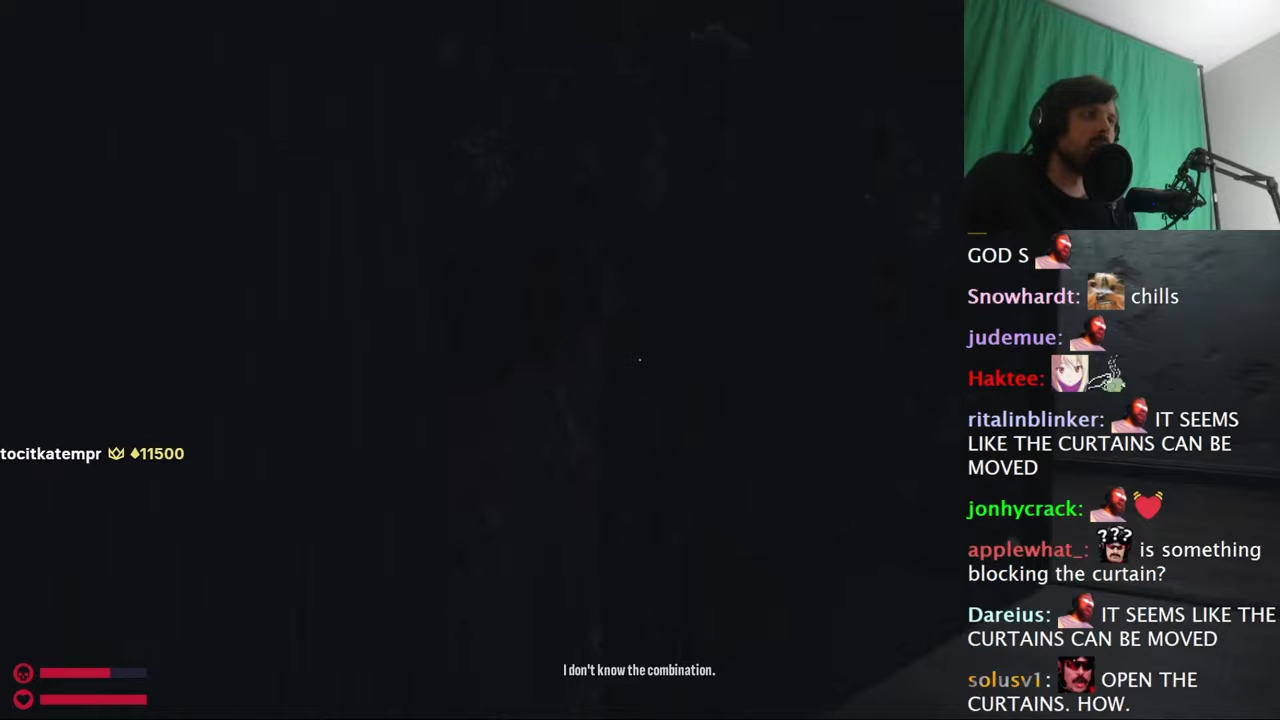 GOD S
Snowhardt: chills
judemue:
Haktee:
ritalinblinker: IT SEEMS
LIKE THE CURTAINS CAN BE
MOVED
jonhycrack:
applewhat_: ??? is something
blocking the curtain?
Dareius: IT SEEMS LIKE THE
CURTAINS CAN BE MOVED
solusv1: OPEN THE
CURTAINS. HOW.
tocitkatempr 11500
I don't know the combination.